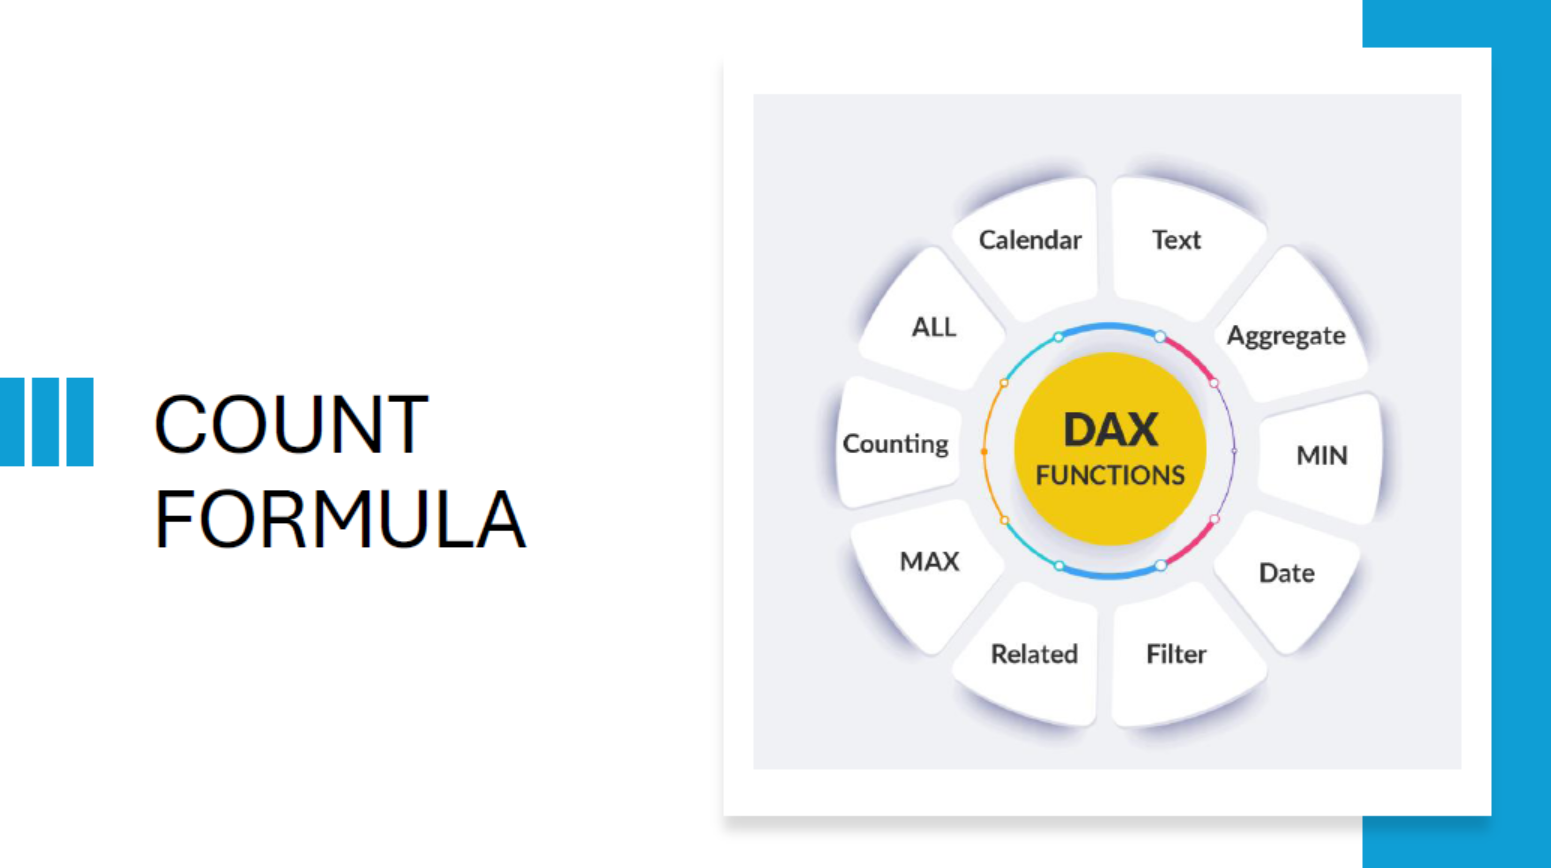 COUNT
FORMULA
Calendar
Text
ALL
Aggregate
Counting
DAX
FUNCTIONS
MIN
MAX
Date
Related
Filter